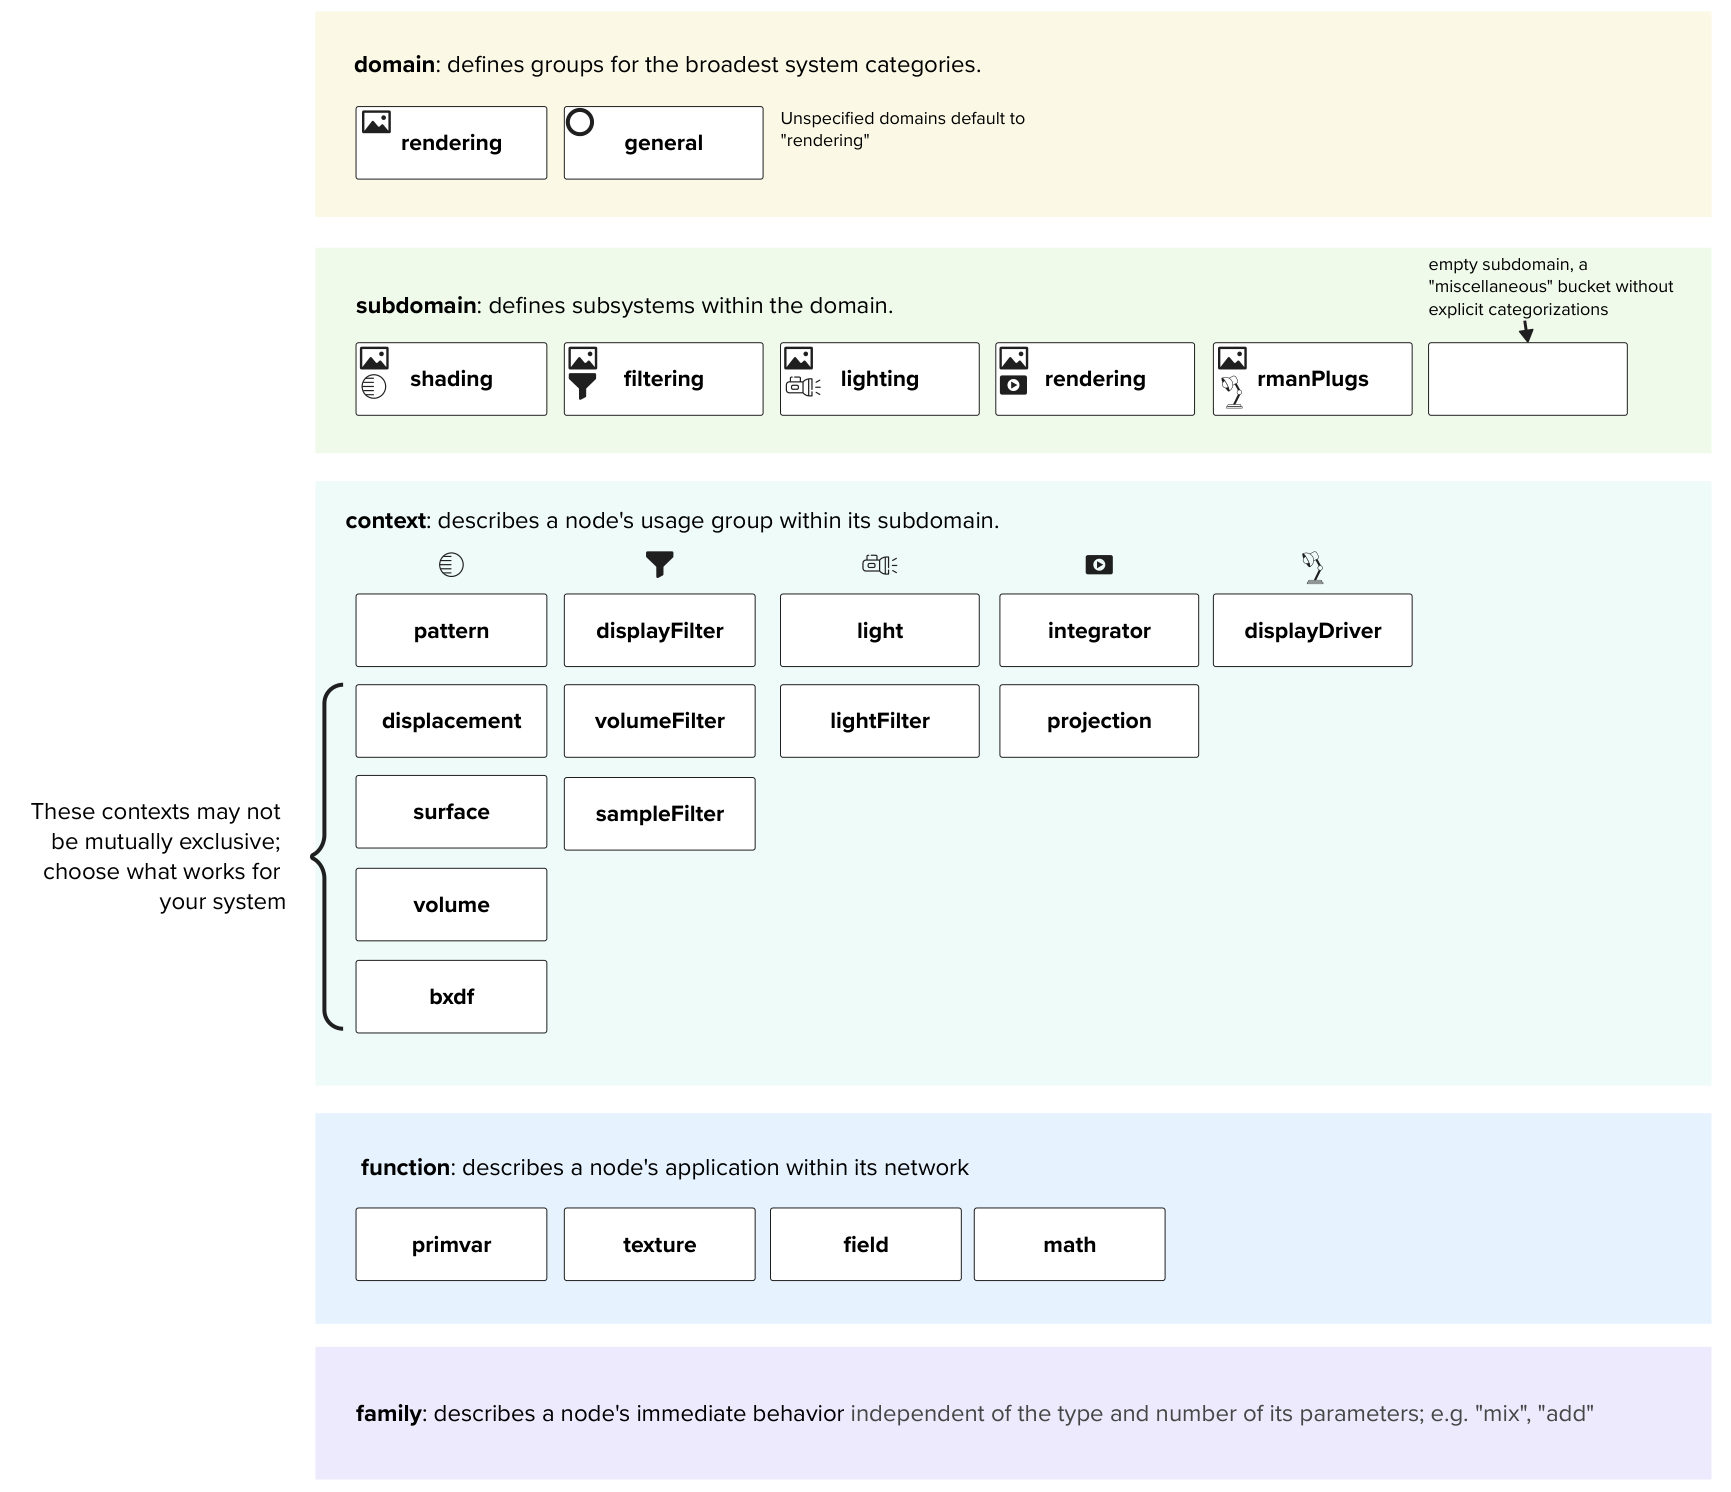 domain: defines groups for the broadest system categories.
rendering
general
Unspecified domains default to
"rendering"
empty subdomain, a
"miscellaneous" bucket without
explicit categorizations
subdomain: defines subsystems within the domain.
shading
filtering
lighting
rendering
rmanPlugs
context: describes a node's usage group within its subdomain.
pattern
displayFilter
light
integrator
displayDriver
displacement
volumeFilter
lightFilter
projection
surface
sampleFilter
volume
bxdf
These contexts may not
be mutually exclusive;
choose what works for
your system
function: describes a node's application within its network
primvar
texture
field
math
family: describes a node's immediate behavior independent of the type and number of its parameters; e.g. "mix", "add"